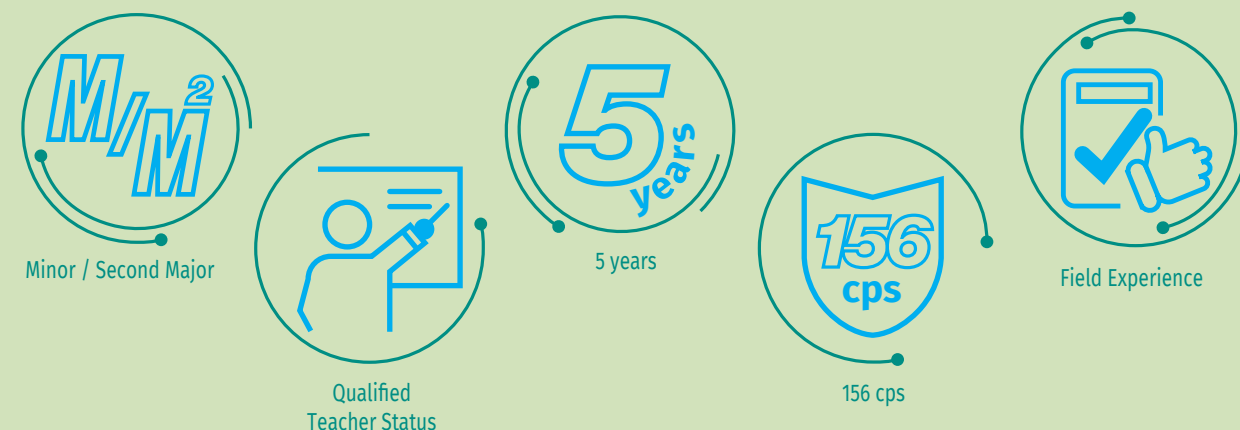 M/M²
Minor / Second Major
Qualified
Teacher Status
5
years
5 years
156
cps
156 cps
Field Experience